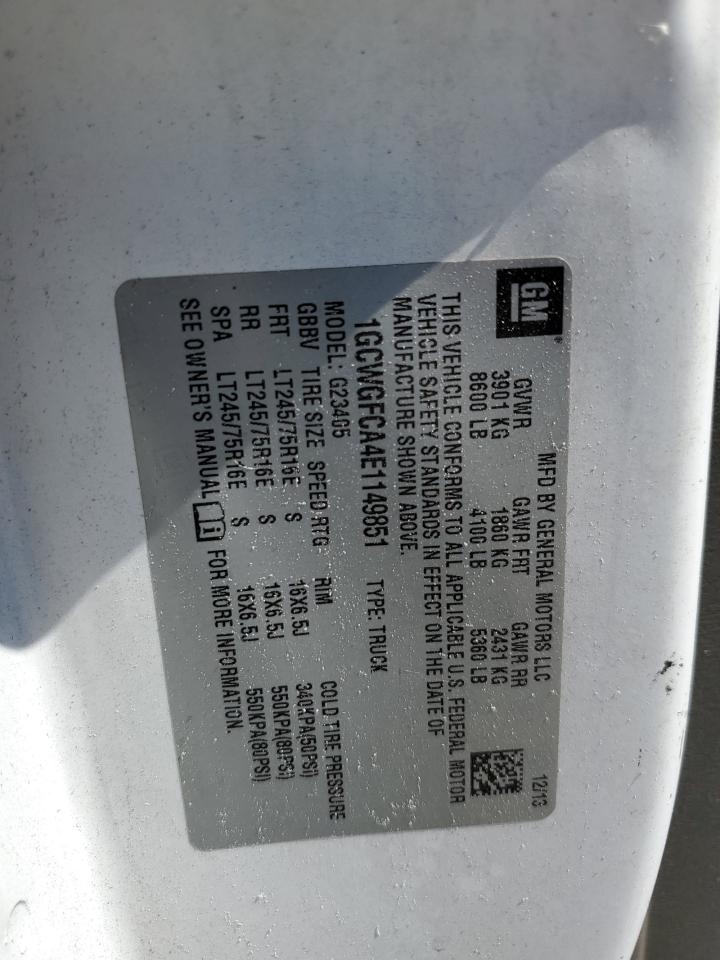 GM
MFD BY GENERAL MOTORS LLC 12/13
GVWR GAWR FRT GAWR RR
3901 KG 1860 KG 2431 KG
8600 LB 4100 LB 5360 LB
THIS VEHICLE CONFORMS TO ALL APPLICABLE U.S. FEDERAL MOTOR
VEHICLE SAFETY STANDARDS IN EFFECT ON THE DATE OF
MANUFACTURE SHOWN ABOVE.
1GCWGFCA4E1149851 TYPE: TRUCK
MODEL: G23405
GBBV TIRE SIZE SPEED RTG RIM COLD TIRE PRESSURE
FRT LT245/75R16E S 16X6.5J 340KPA(50PSI)
RR LT245/75R16E S 16X6.5J 550KPA(80PSI)
SPA LT245/75R16E S 16X6.5J 550KPA(80PSI)
SEE OWNER'S MANUAL FOR MORE INFORMATION.